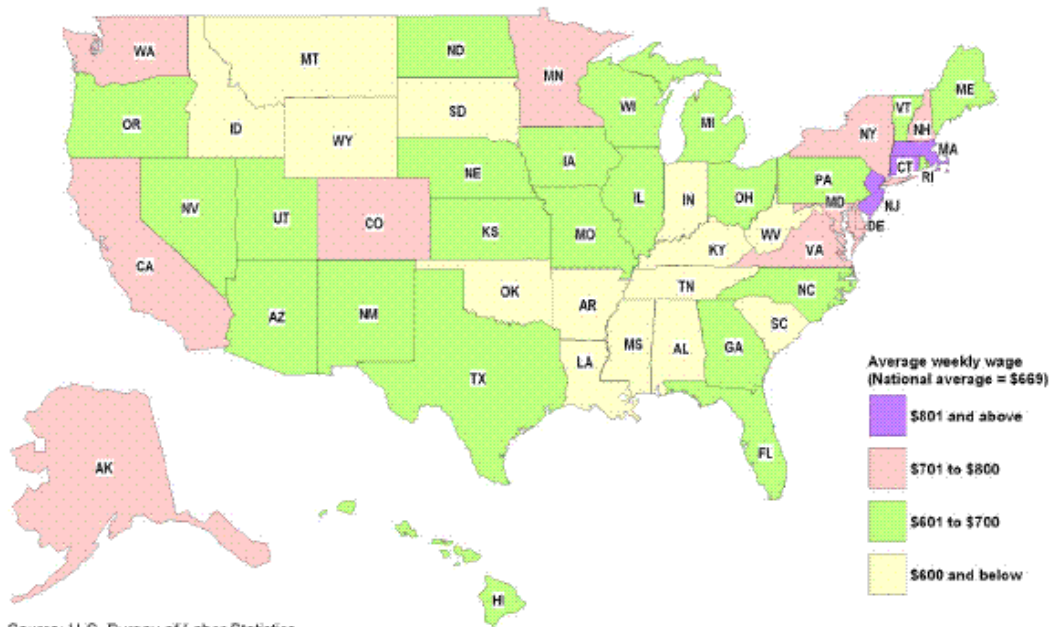 WA
MT
ND
MN
ME
OR
ID
WY
SD
WI
MI
VT
NH
NY
MA
CT
RI
NV
UT
CO
NE
IA
IL
IN
OH
PA
NJ
MD
DE
CA
KS
MO
KY
WV
VA
AZ
NM
OK
AR
TN
NC
SC
TX
LA
MS
AL
GA
FL
AK
HI
Average weekly wage
(National average = $669)
$801 and above
$701 to $800
$601 to $700
$600 and below